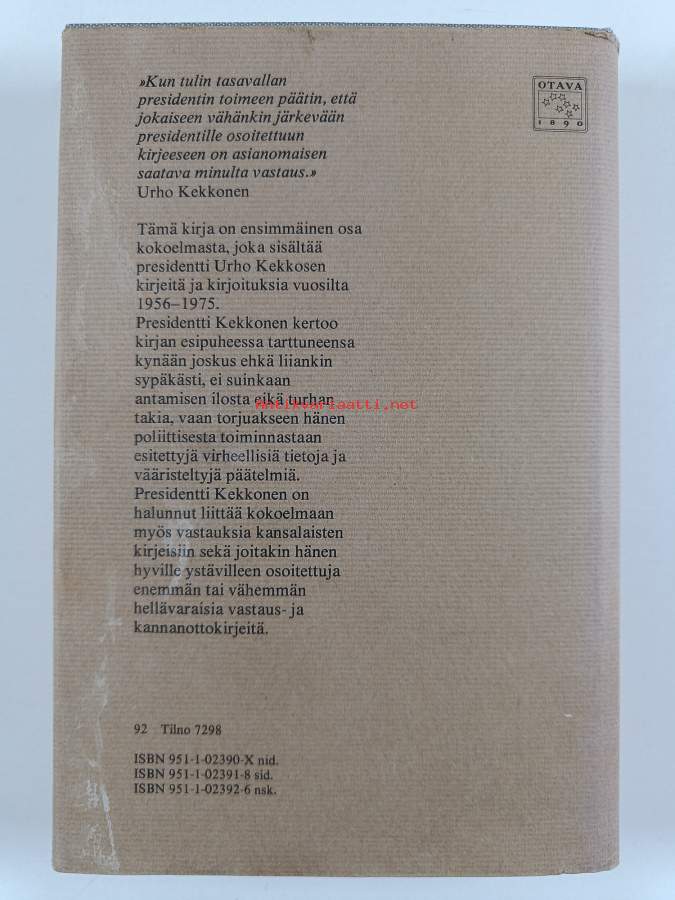 »Kun tulin tasavallan
presidentin toimeen päätin, että
jokaiseen vähänkin järkevään
presidentille osoitettuun
kirjeeseen on asianomaisen
saatava minulta vastaus.»
Urho Kekkonen
OTAVA
1890
Tämä kirja on ensimmäinen osa
kokoelmasta, joka sisältää
presidentti Urho Kekkosen
kirjeitä ja kirjoituksia vuosilta
1956–1975.
Presidentti Kekkonen kertoo
kirjan esipuheessa tarttuneensa
kynään joskus ehkä liiankin
sypäkästi, ei suinkaan
antamisen ilosta eikä turhan
takia, vaan torjuakseen hänen
poliittisesta toiminnastaan
esitettyjä virheellisiä tietoja ja
vääristeltyjä päätelmiä.
Presidentti Kekkonen on
halunnut liittää kokoelmaan
myös vastauksia kansalaisten
kirjeisiin sekä joitakin hänen
hyville ystävilleen osoitettuja
enemmän tai vähemmän
hellävaraisia vastaus- ja
kannanottokirjeitä.
Antikvariaatti.net
92 Tilno 7298
ISBN 951-1-02390-X nid.
ISBN 951-1-02391-8 sid.
ISBN 951-1-02392-6 nsk.